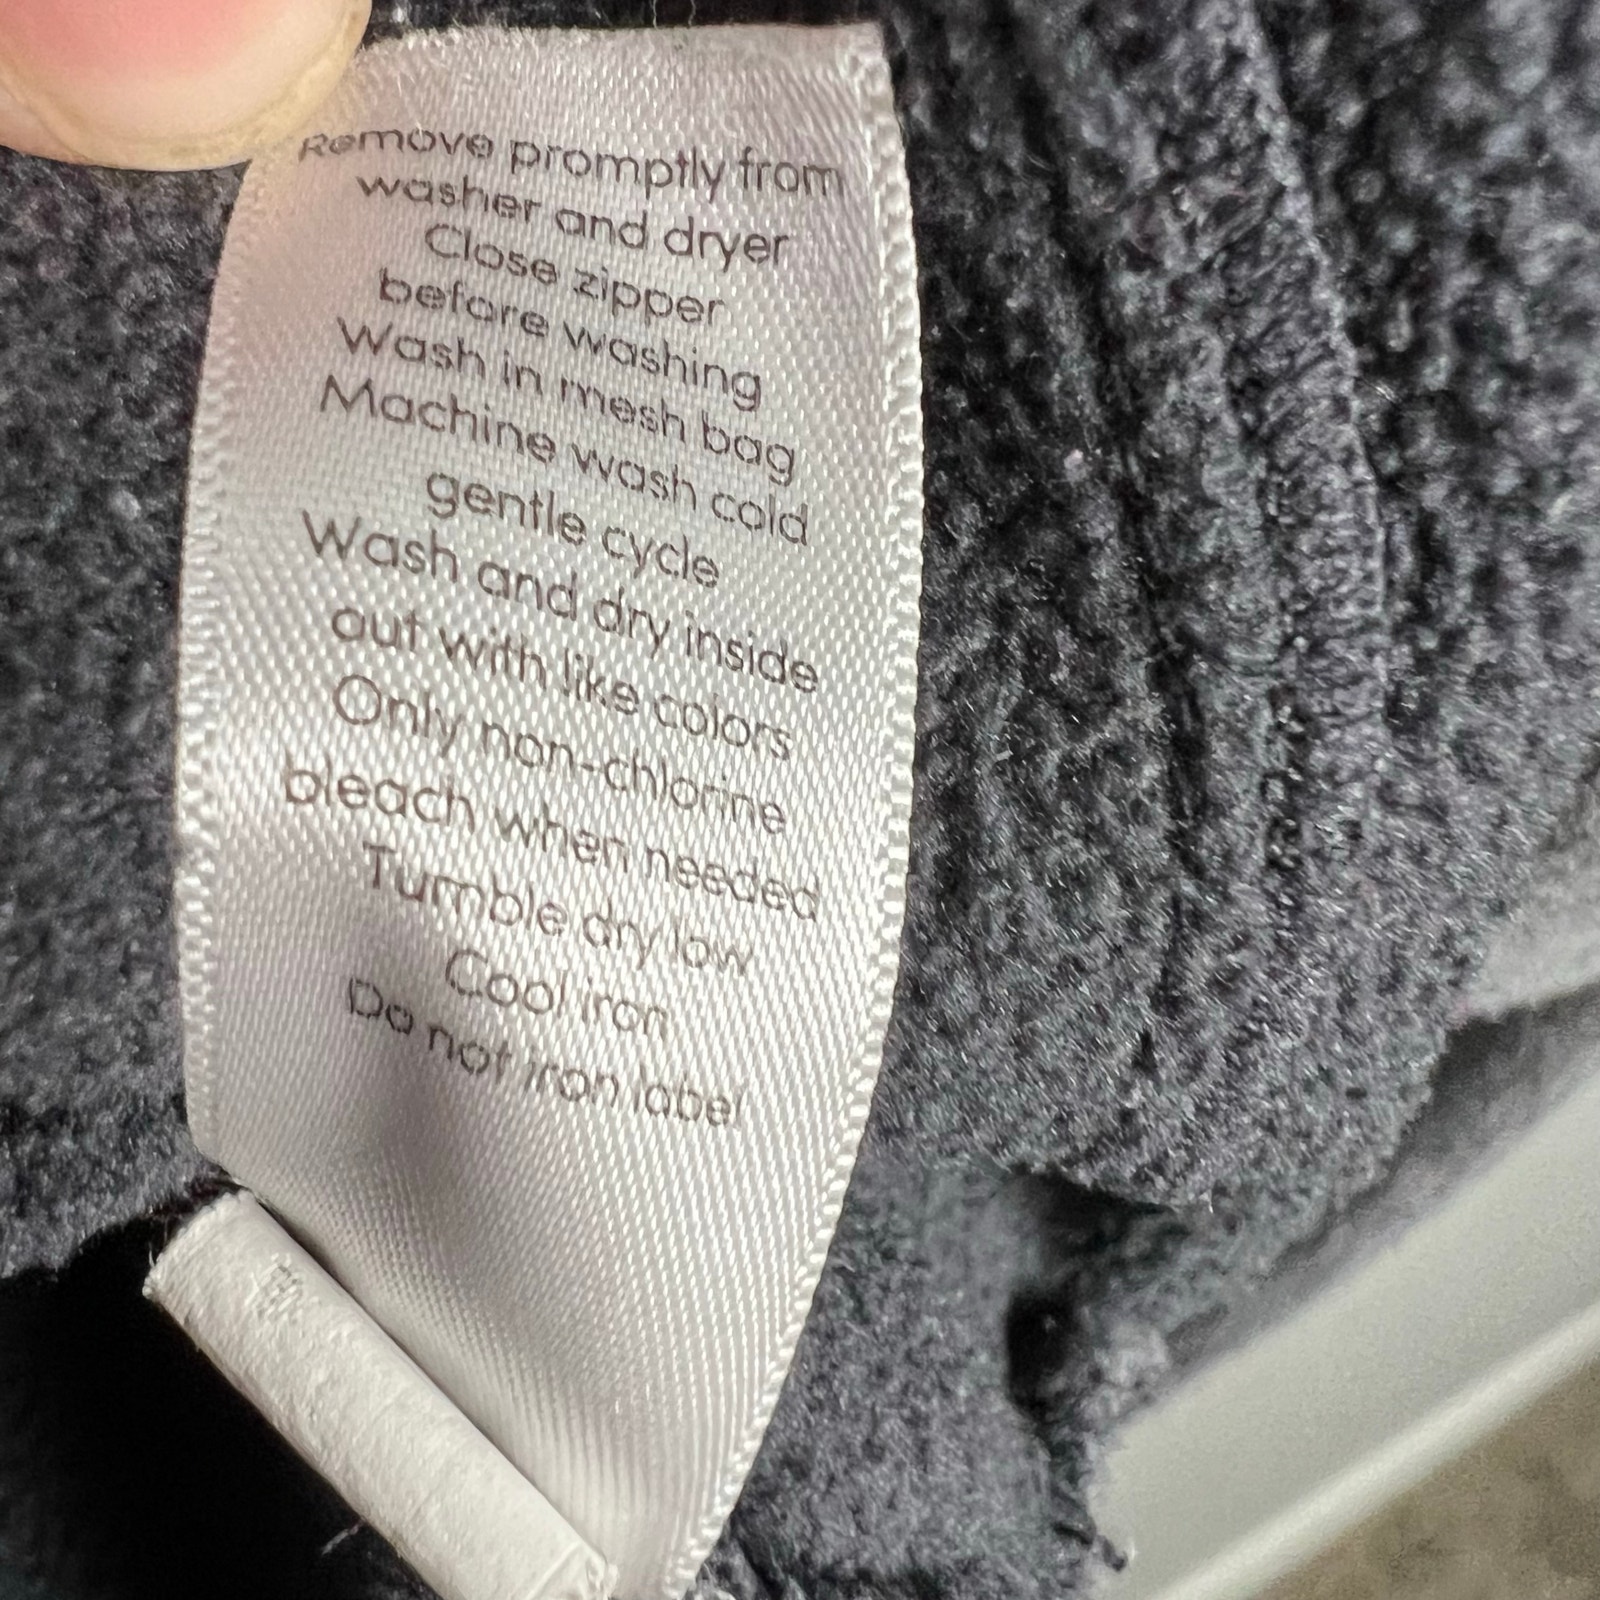 Remove promptly from
washer and dryer
Close zipper
before washing
Wash in mesh bag
Machine wash cold
gentle cycle
Wash and dry inside
out with like colors
Only non-chlorine
bleach when needed
Tumble dry low
Cool iron
Do not iron label